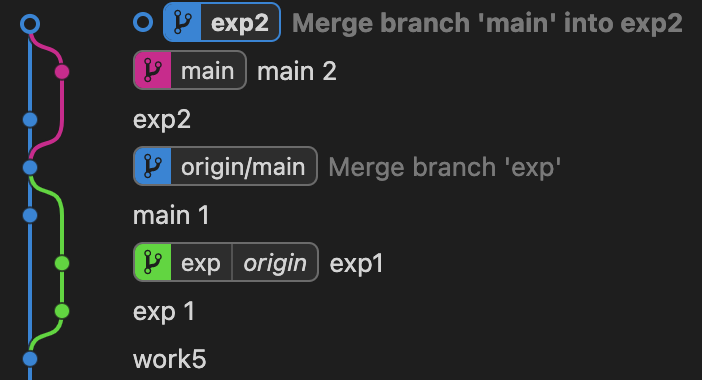 exp2 Merge branch 'main' into exp2
main main 2
exp2
origin/main Merge branch 'exp'
main 1
exp origin exp1
exp 1
work5